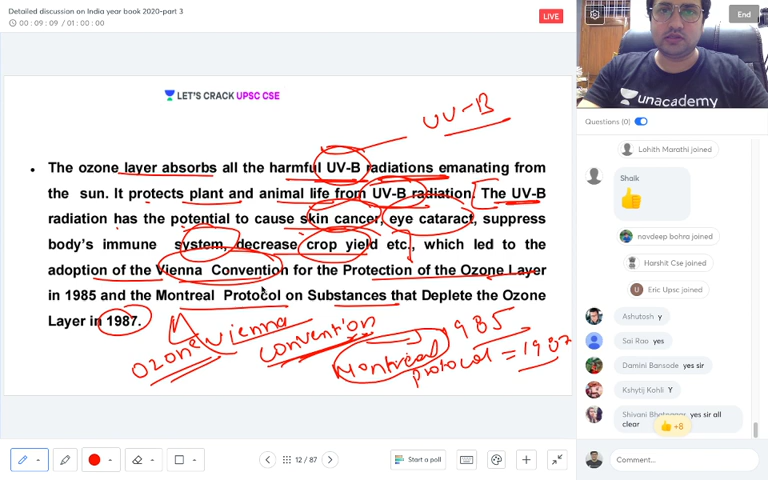 Detailed discussion on India year book 2020-part 3
00 : 09 : 09 / 01 : 00 : 00
LIVE
End
LET'S CRACK UPSC CSE
UV-B
• The ozone layer absorbs all the harmful UV-B radiations emanating from
the sun. It protects plant and animal life from UV-B radiation. The UV-B
radiation has the potential to cause skin cancer, eye cataract, suppress
body's immune system, decrease crop yield etc., which led to the
adoption of the Vienna Convention for the Protection of the Ozone Layer
in 1985 and the Montreal Protocol on Substances that Deplete the Ozone
Layer in 1987.
Ozone Vienna
convention 1985
Montreal
protocol = 1987
12 / 87
Start a poll
unacademy
Questions (0)
Lohith Marathi joined
Shalk
👍
navdeep bohra joined
Harshit Cse joined
U Eric Upsc joined
Ashutosh y
Sai Rao yes
Damini Bansode yes sir
Kshytij Kohli Y
Shivani yes sir all
clear
👍 +8
Comment...